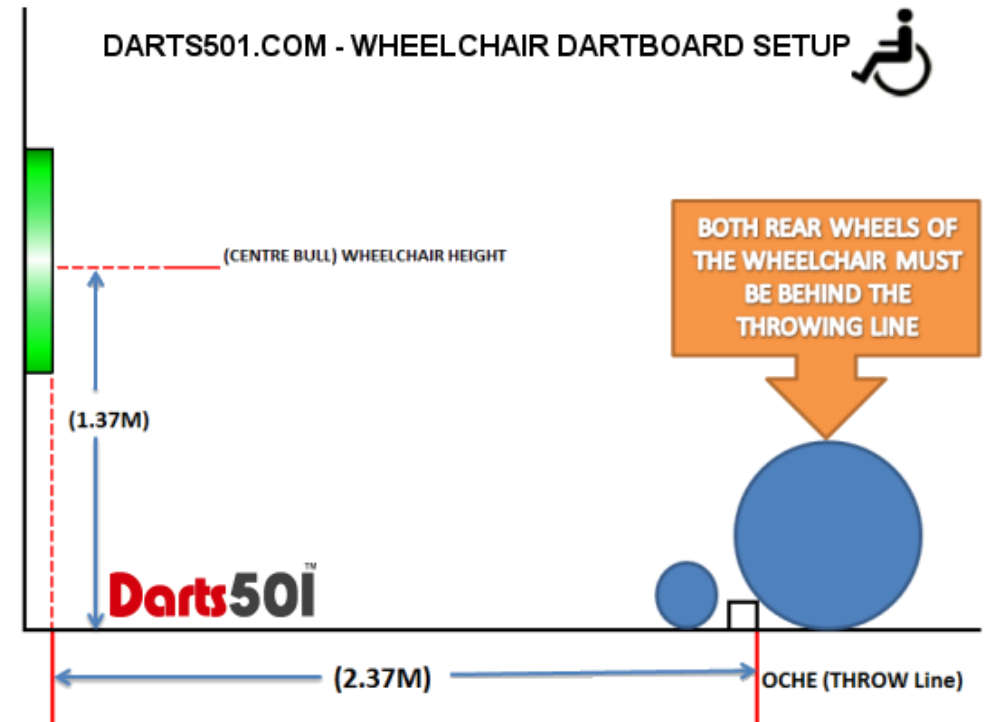 DARTS501.COM - WHEELCHAIR DARTBOARD SETUP
BOTH REAR WHEELS OF
THE WHEELCHAIR MUST
BE BEHIND THE
THROWING LINE
(CENTRE BULL) WHEELCHAIR HEIGHT
(1.37M)
Darts501™
(2.37M)
OCHE (THROW Line)